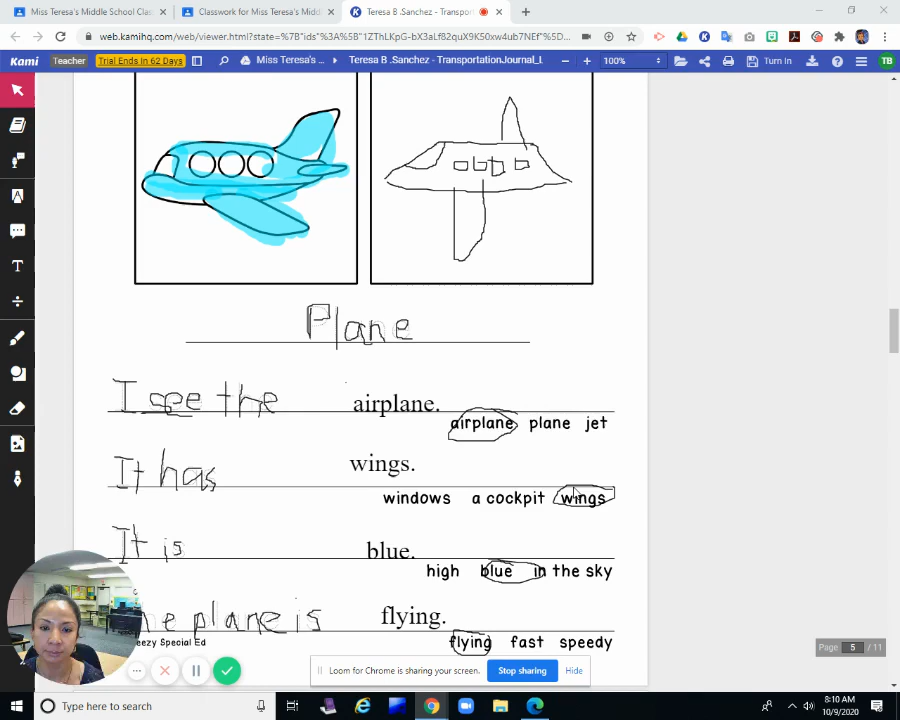 Miss Teresa's Middle School Clas
Classwork for Miss Teresa's Middl
Teresa B .Sanchez - Transport
web.kamihq.com/web/viewer.html?state=%7B"ids"%3A%5B"1ZThLKpG-bX3aLf82quX9K50xw4ub7NEf"%5D...
Kami
Teacher
Trial Ends In 62 Days
Miss Teresa's ...
Teresa B .Sanchez - TransportationJournal_L
100%
Turn In
TB
Plane
I see the airplane.
airplane plane jet
It has wings.
windows a cockpit wings
It is blue.
high blue in the sky
he plane is flying.
eezy Special Ed
flying fast speedy
Page 5 / 11
Loom for Chrome is sharing your screen.
Stop sharing
Hide
Type here to search
8:10 AM
10/9/2020